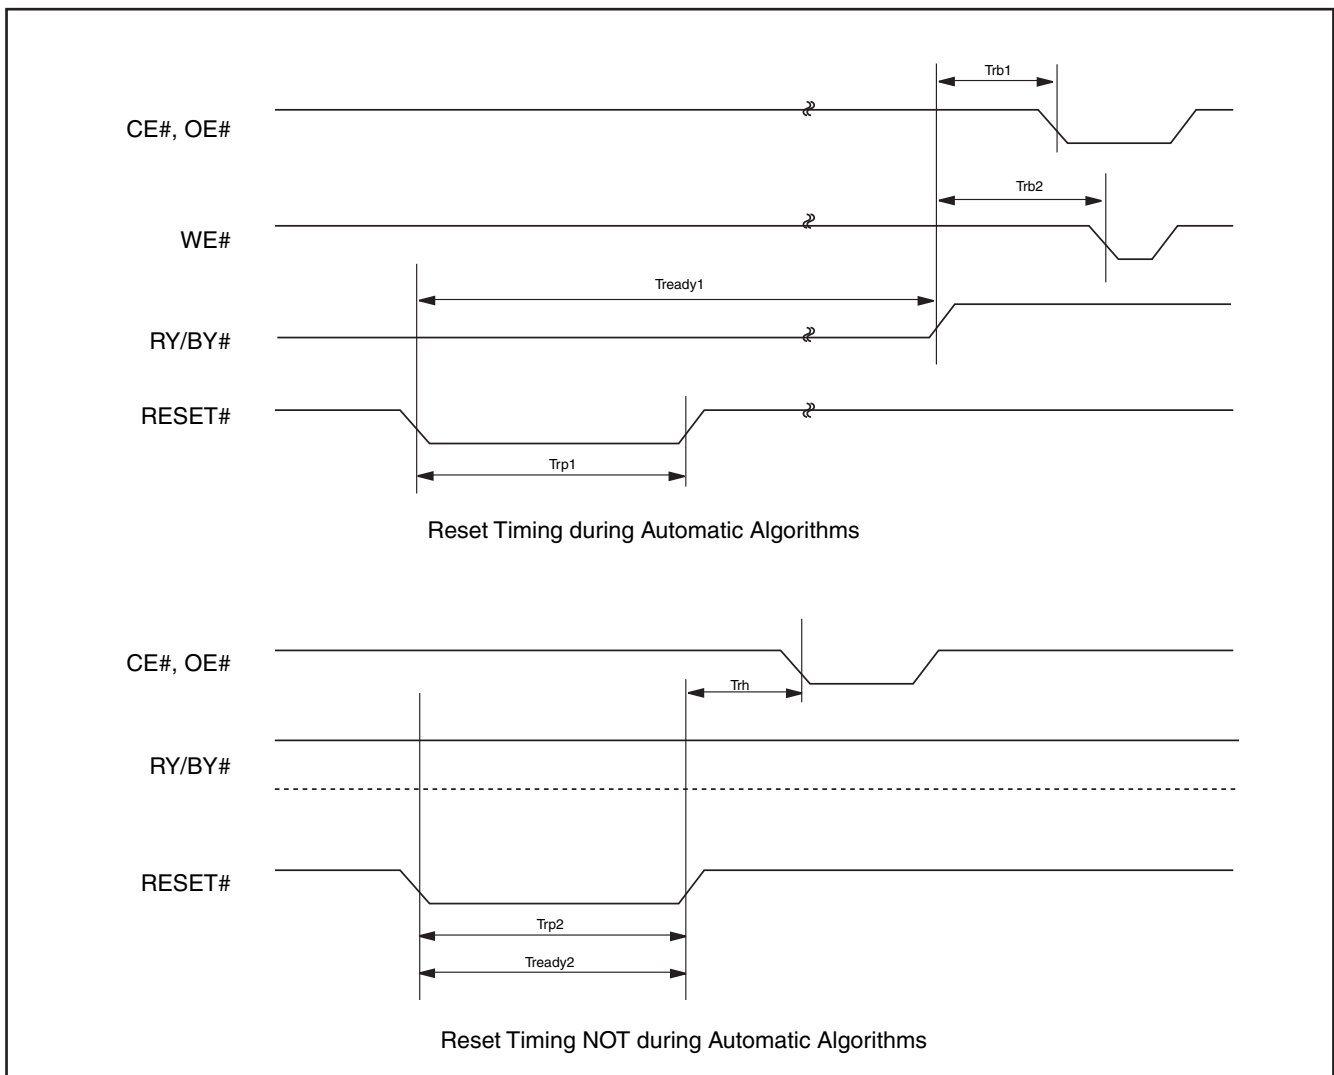 Trb1
CE#, OE#
Trb2
WE#
Tready1
RY/BY#
RESET#
Trp1
Reset Timing during Automatic Algorithms
CE#, OE#
Trh
RY/BY#
RESET#
Trp2
Tready2
Reset Timing NOT during Automatic Algorithms